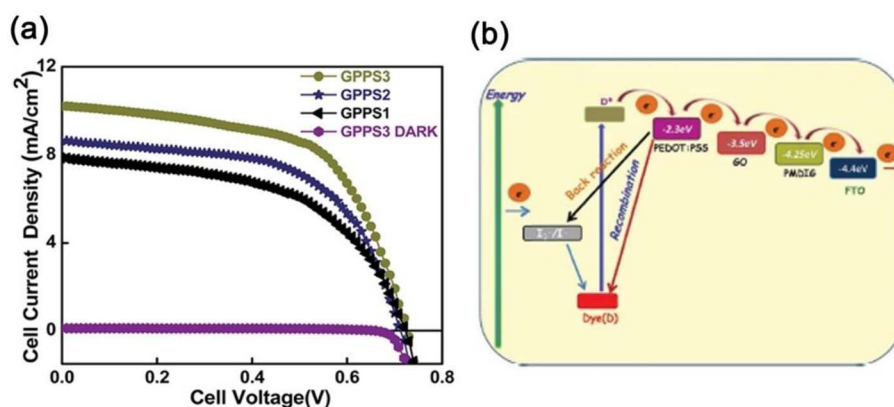 (a)
12
8
4
0
Cell Current Density (mA/cm²)
0.0 0.2 0.4 0.6 0.8
Cell Voltage(V)
GPPS3
GPPS2
GPPS1
GPPS3 DARK
(b)
Energy
D*
e⁻
e⁻
e⁻
e⁻
e⁻
e⁻
-2.3eV
PEDOT:PSS
-3.5eV
GO
-4.25eV
PMDIG
-4.4eV
FTO
Back reaction
Recombination
Dye(D)